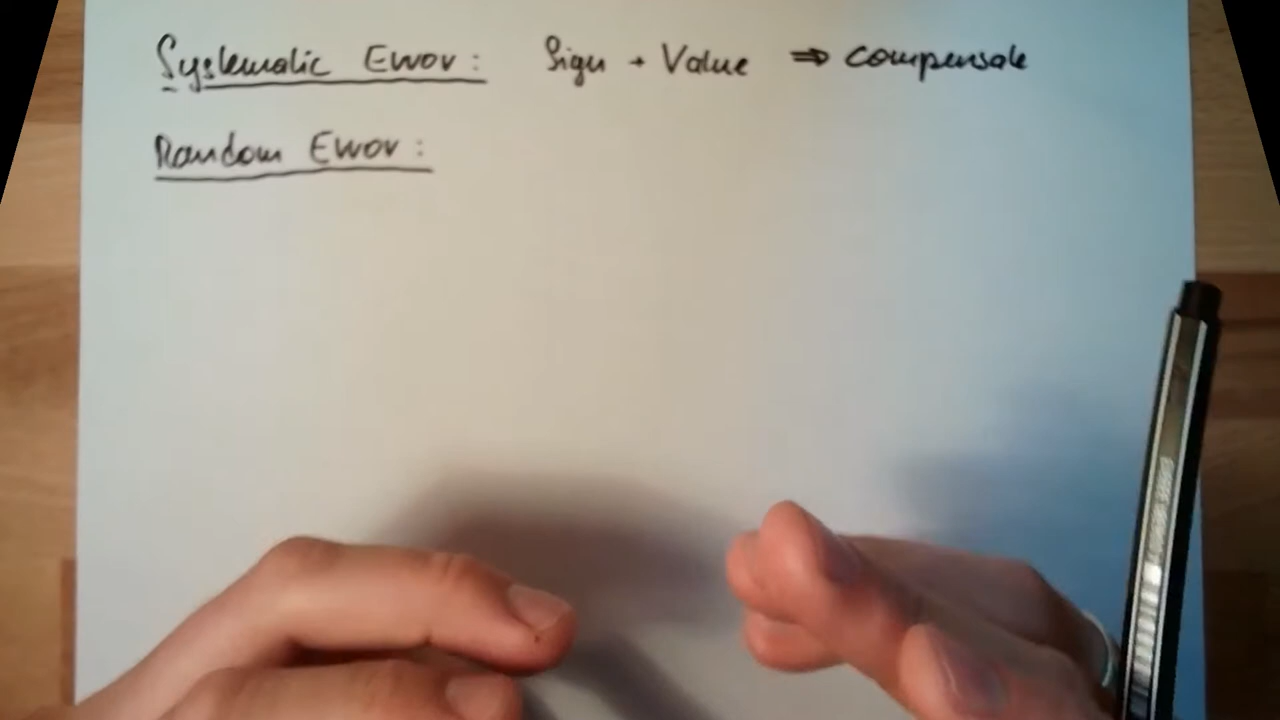 Systematic Error: Sign + Value ⇒ compensate
Random Error: